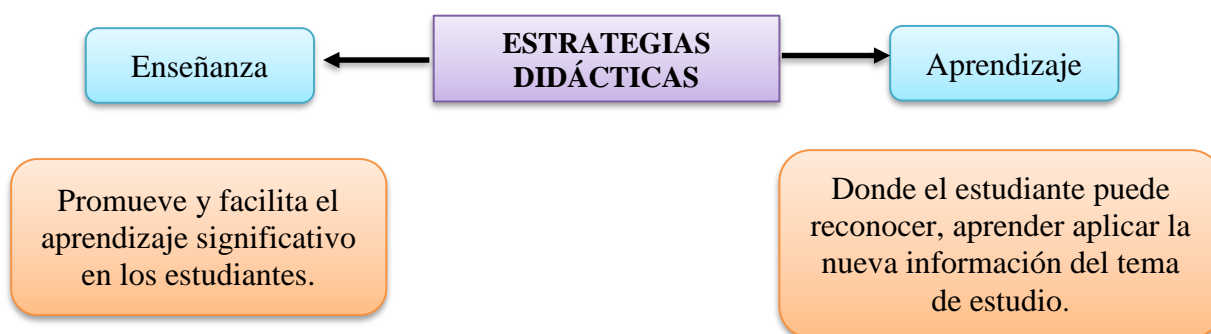 ESTRATEGIAS
DIDÁCTICAS
Enseñanza
Aprendizaje
Promueve y facilita el
aprendizaje significativo
en los estudiantes.
Donde el estudiante puede
reconocer, aprender aplicar la
nueva información del tema
de estudio.